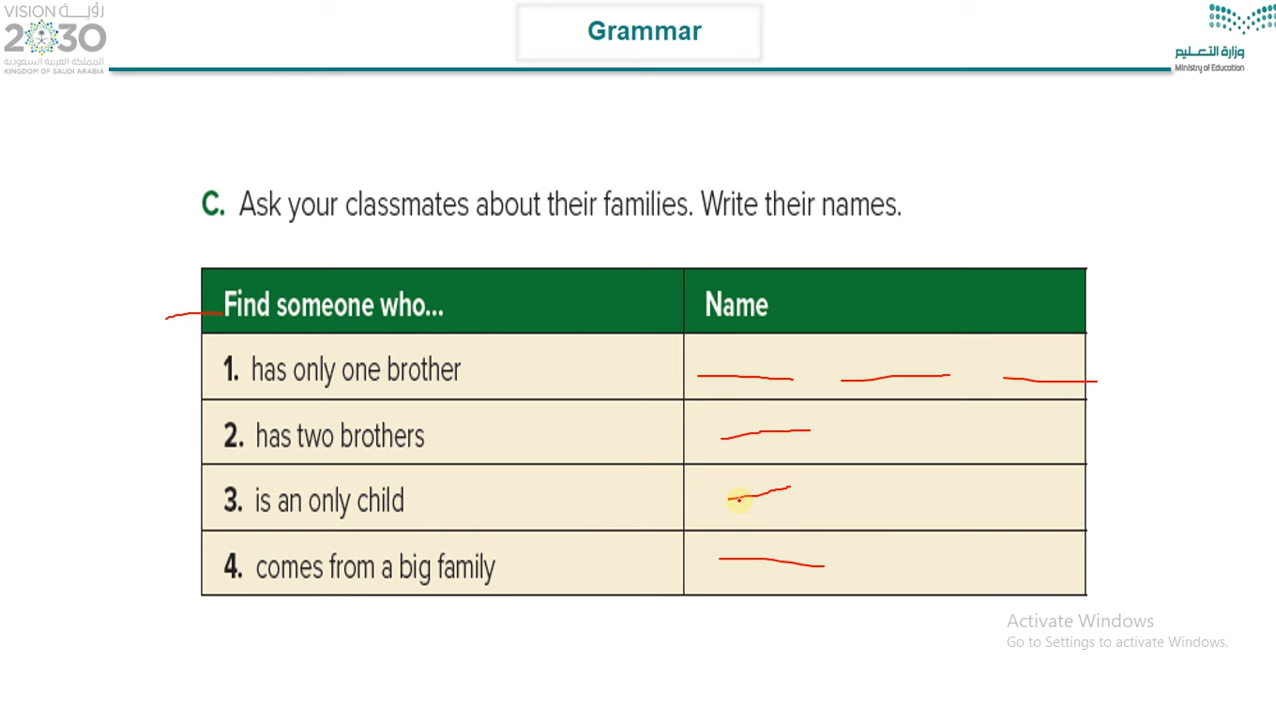 VISION رؤيـــة
2030
المملكة العربية السعودية
KINGDOM OF SAUDI ARABIA
Grammar
وزارة التعـليم
Ministry of Education
C. Ask your classmates about their families. Write their names.
Find someone who... Name
1. has only one brother
2. has two brothers
3. is an only child
4. comes from a big family
Activate Windows
Go to Settings to activate Windows.